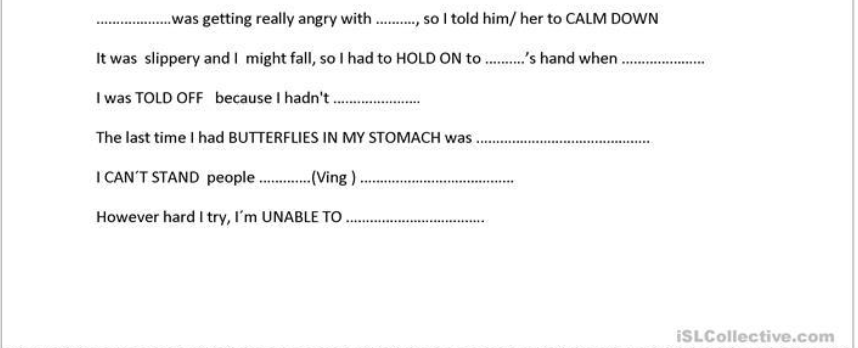 ....................was getting really angry with .........., so I told him/ her to CALM DOWN
It was slippery and I might fall, so I had to HOLD ON to ..........’s hand when ......................
I was TOLD OFF because I hadn't .......................
The last time I had BUTTERFLIES IN MY STOMACH was .............................................
I CAN´T STAND people .............(Ving ) ........................................
However hard I try, I´m UNABLE TO ....................................
iSLCollective.com